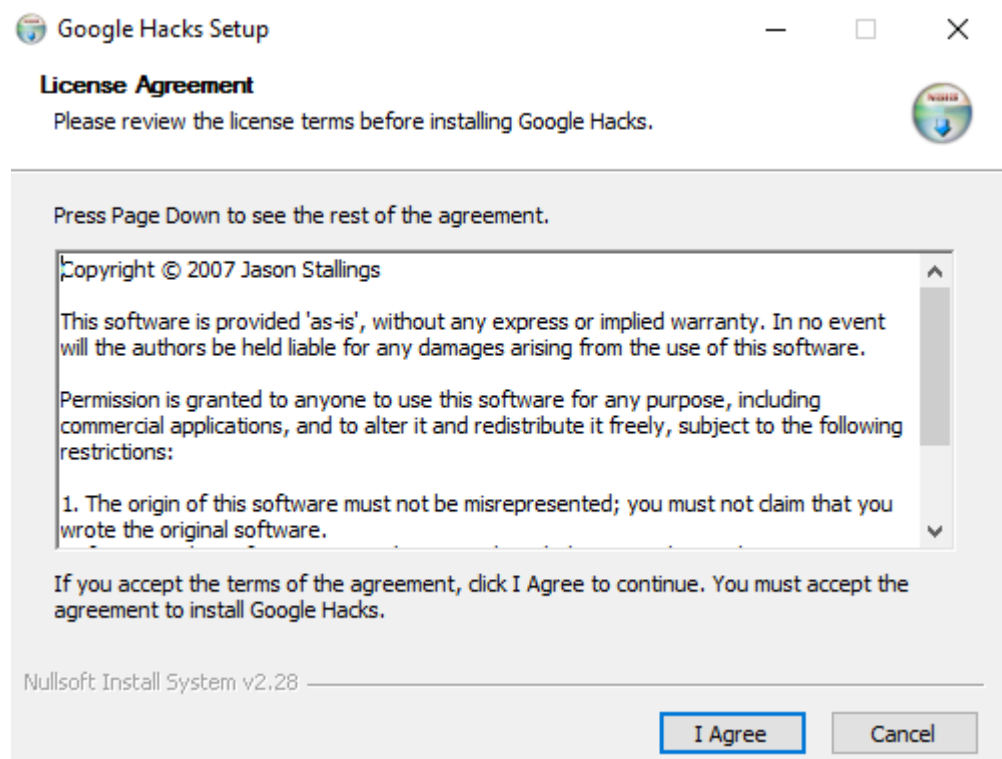 Google Hacks Setup
License Agreement
Please review the license terms before installing Google Hacks.
NSIS
Press Page Down to see the rest of the agreement.
Copyright © 2007 Jason Stallings
This software is provided 'as-is', without any express or implied warranty. In no event
will the authors be held liable for any damages arising from the use of this software.
Permission is granted to anyone to use this software for any purpose, including
commercial applications, and to alter it and redistribute it freely, subject to the following
restrictions:
1. The origin of this software must not be misrepresented; you must not claim that you
wrote the original software.
If you accept the terms of the agreement, click I Agree to continue. You must accept the
agreement to install Google Hacks.
Nullsoft Install System v2.28
I Agree
Cancel